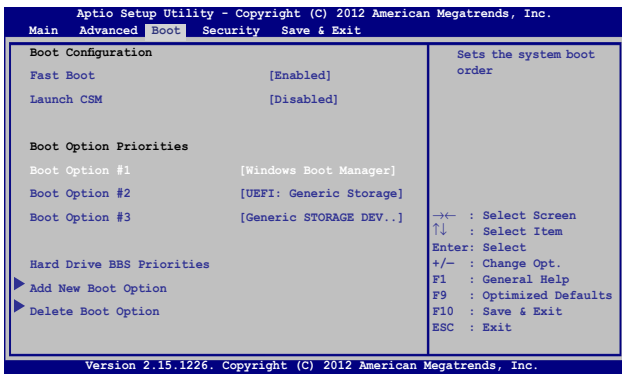 Aptio Setup Utility - Copyright (C) 2012 American Megatrends, Inc.
Main Advanced Boot Security Save & Exit
Boot Configuration
Fast Boot [Enabled]
Launch CSM [Disabled]
Boot Option Priorities
Boot Option #1 [Windows Boot Manager]
Boot Option #2 [UEFI: Generic Storage]
Boot Option #3 [Generic STORAGE DEV..]
Hard Drive BBS Priorities
Add New Boot Option
Delete Boot Option
Sets the system boot
order
→← : Select Screen
↑↓ : Select Item
Enter: Select
+/— : Change Opt.
F1 : General Help
F9 : Optimized Defaults
F10 : Save & Exit
ESC : Exit
Version 2.15.1226. Copyright (C) 2012 American Megatrends, Inc.